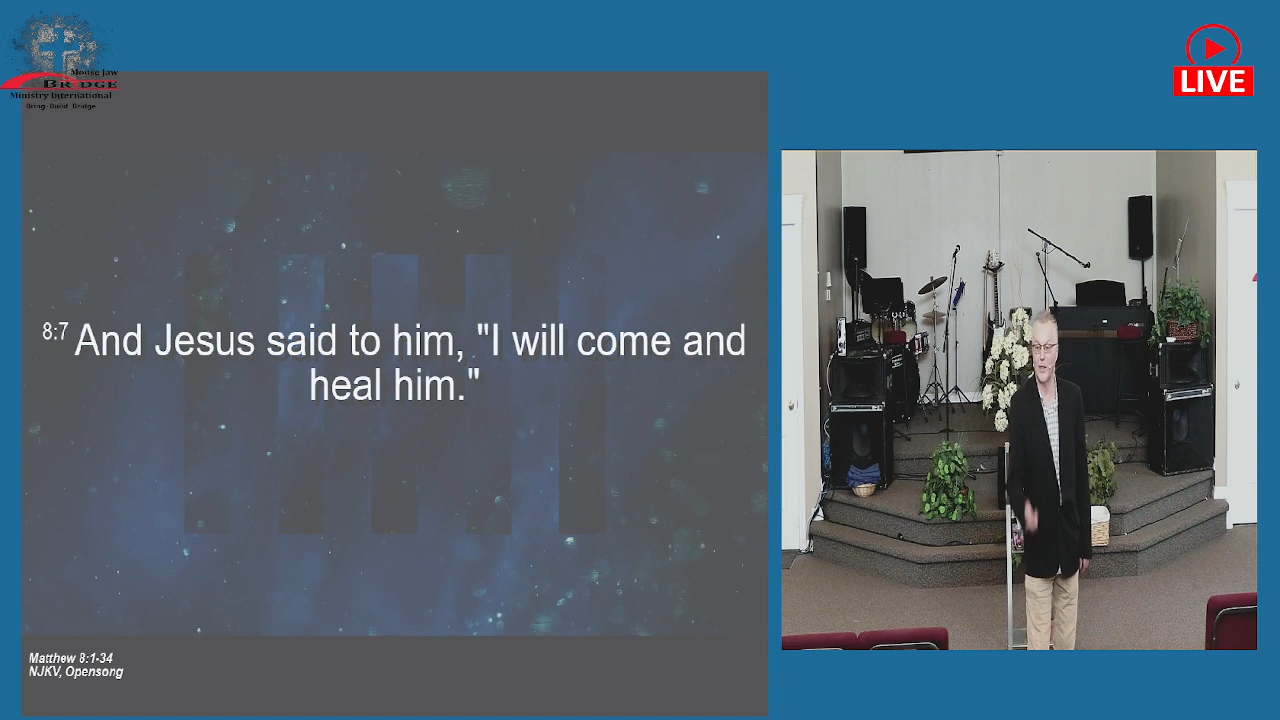 Moose Jaw
BRIDGE
Ministry International
Bring · Build · Bridge
LIVE
8:7 And Jesus said to him, "I will come and
heal him."
Matthew 8:1-34
NJKV, Opensong